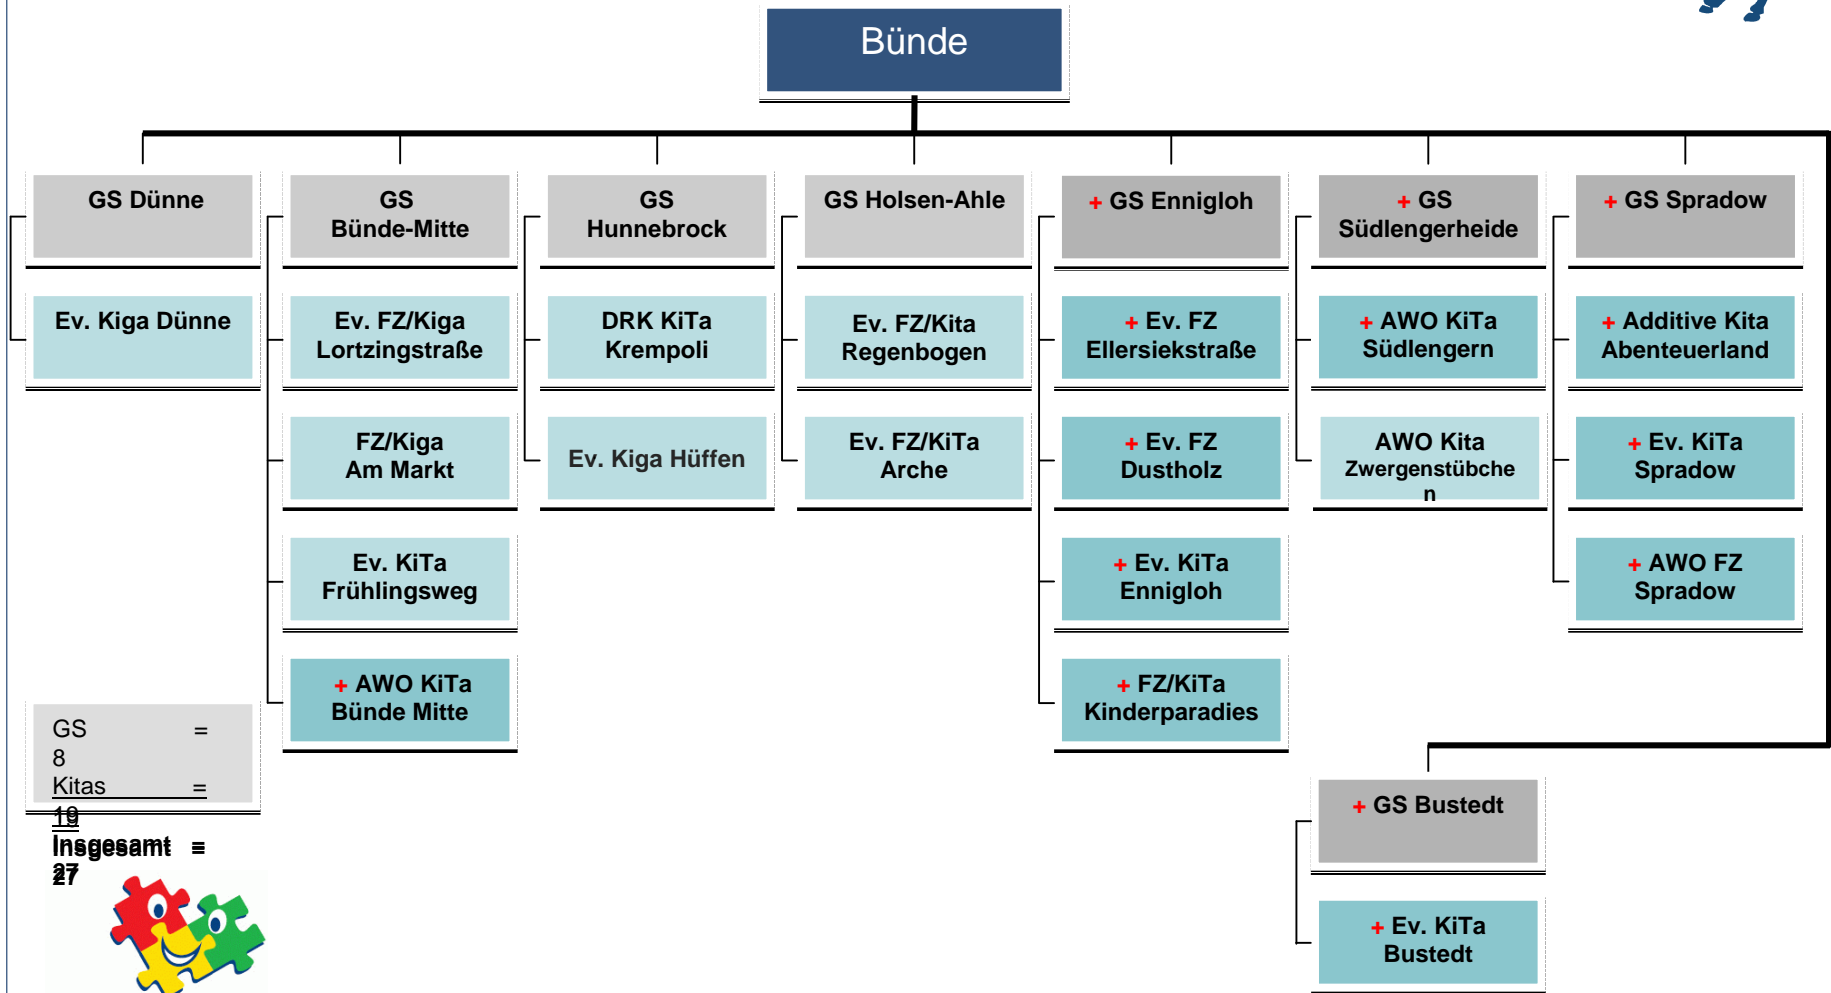 Bünde
GS Dünne
Ev. Kiga Dünne
GS
Bünde-Mitte
Ev. FZ/Kiga
Lortzingstraße
FZ/Kiga
Am Markt
Ev. KiTa
Frühlingsweg
+ AWO KiTa
Bünde Mitte
GS
Hunnebrock
DRK KiTa
Krempoli
Ev. Kiga Hüffen
GS Holsen-Ahle
Ev. FZ/Kita
Regenbogen
Ev. FZ/KiTa
Arche
+ GS Ennigloh
+ Ev. FZ
Ellersiekstraße
+ Ev. FZ
Dustholz
+ Ev. KiTa
Ennigloh
+ FZ/KiTa
Kinderparadies
+ GS
Südlengerheide
+ AWO KiTa
Südlengern
AWO Kita
Zwergenstübche
n
+ GS Spradow
+ Additive Kita
Abenteuerland
+ Ev. KiTa
Spradow
+ AWO FZ
Spradow
+ GS Bustedt
+ Ev. KiTa
Bustedt
GS =
8
Kitas =
19
Insgesamt =
27